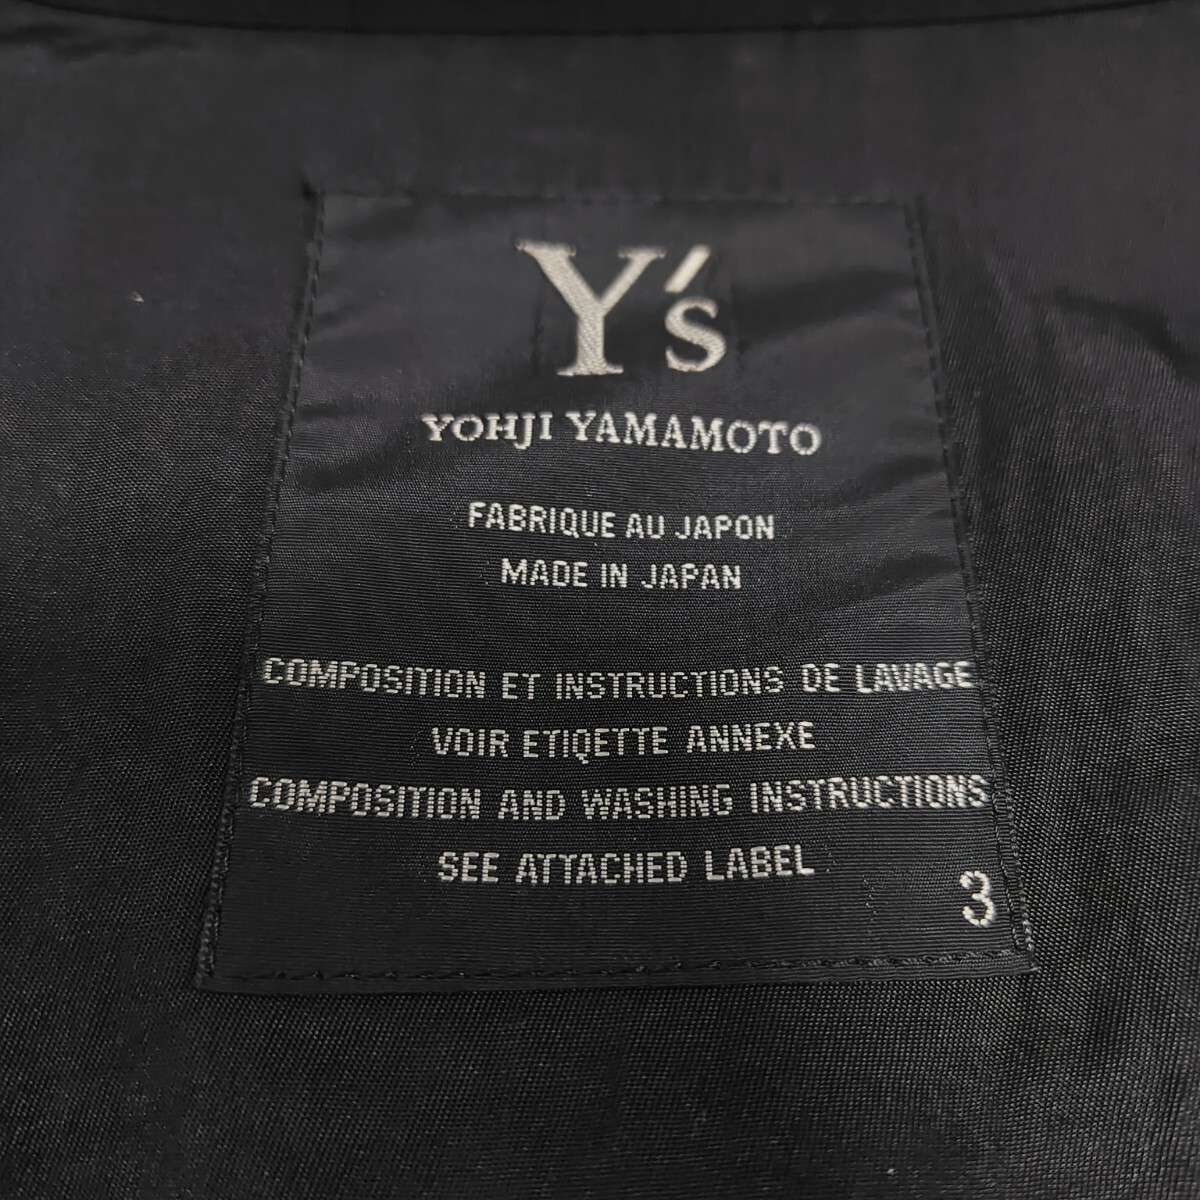 Y's
YOHJI YAMAMOTO
FABRIQUE AU JAPON
MADE IN JAPAN
COMPOSITION ET INSTRUCTIONS DE LAVAGE
VOIR ETIQETTE ANNEXE
COMPOSITION AND WASHING INSTRUCTIONS
SEE ATTACHED LABEL
3